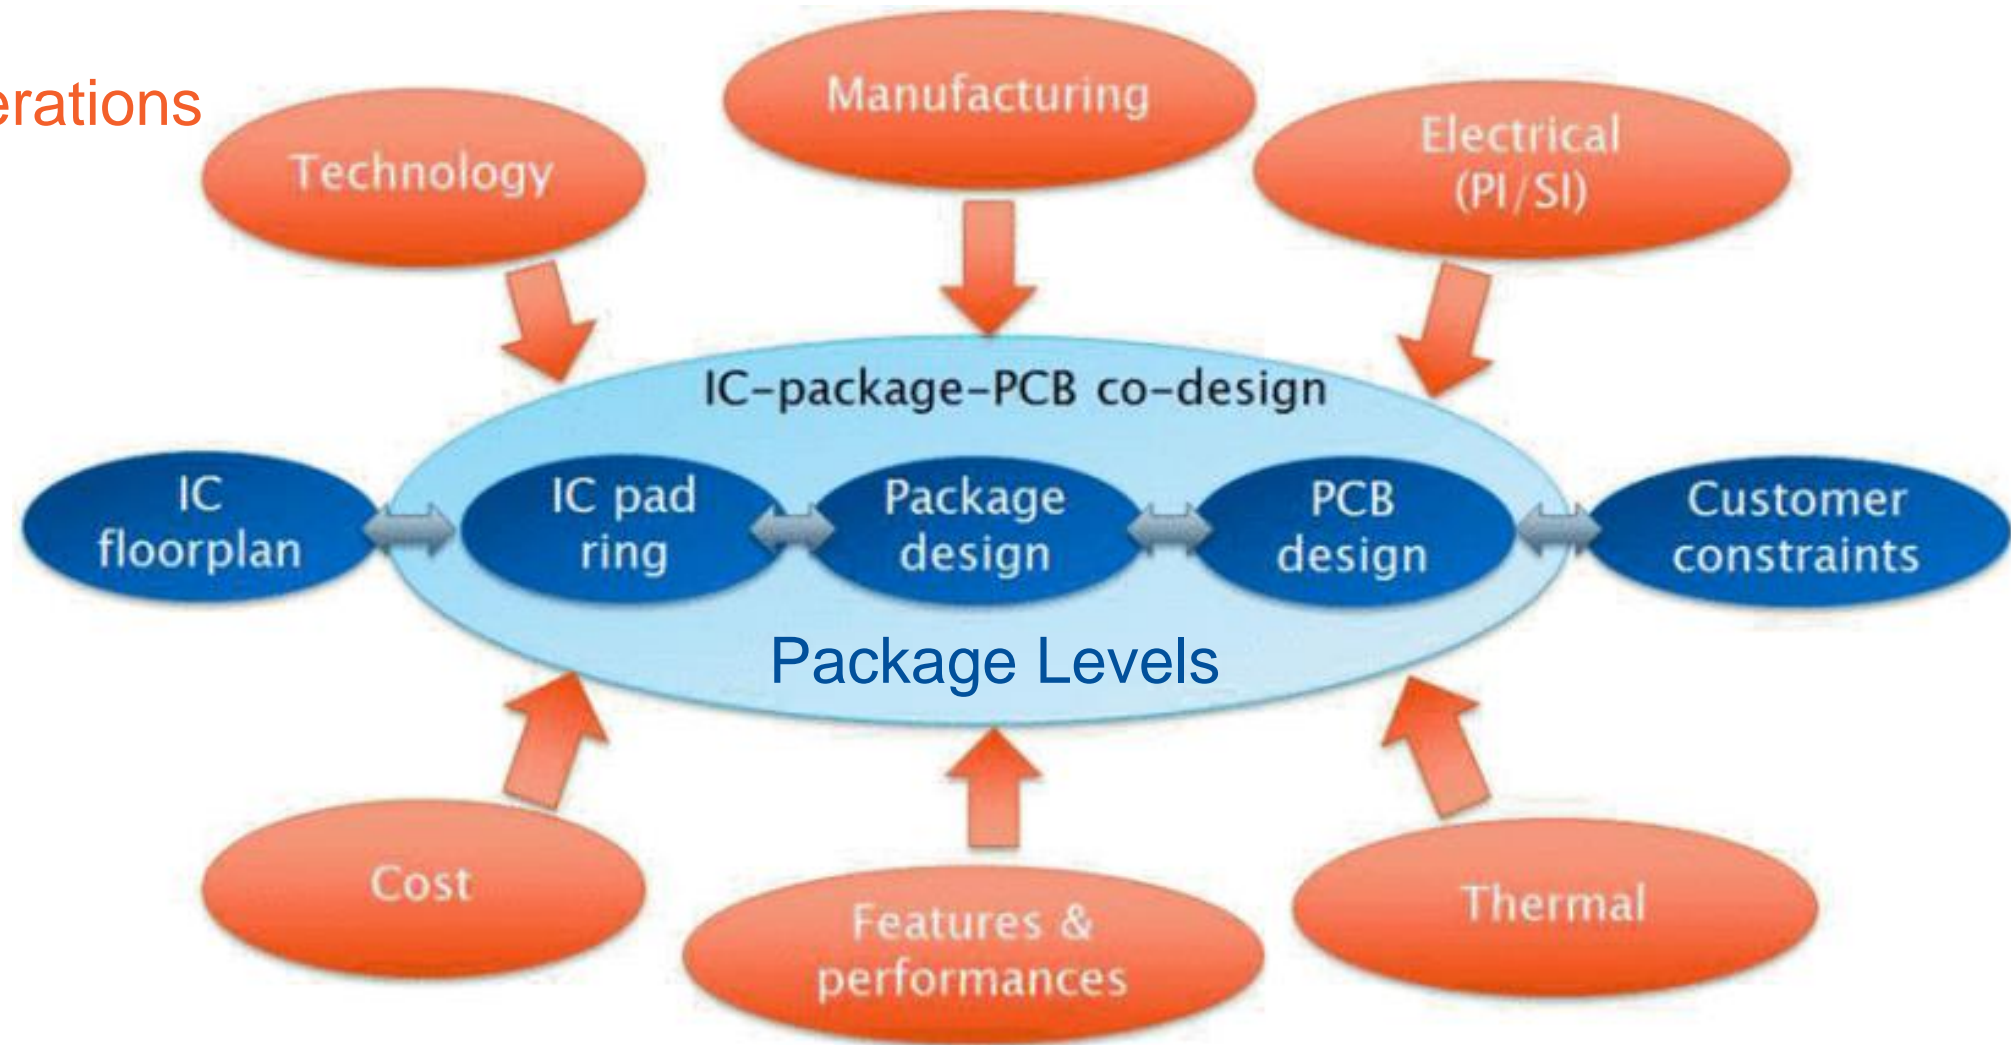 erations
Technology
Manufacturing
Electrical
(PI/SI)
IC-package-PCB co-design
IC
floorplan
IC pad
ring
Package
design
PCB
design
Customer
constraints
Package Levels
Cost
Features &
performances
Thermal